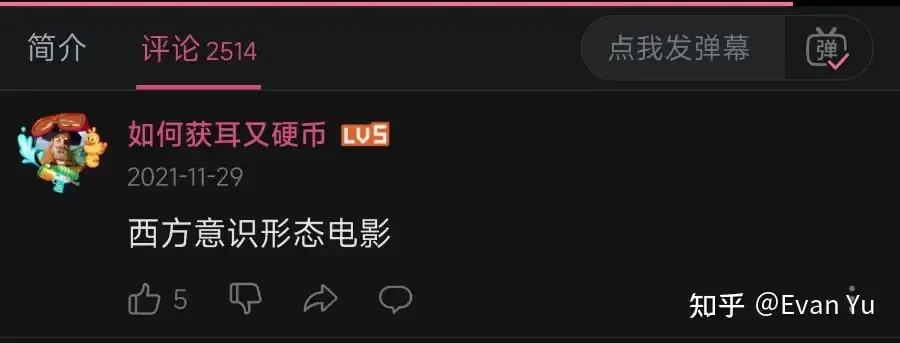 简介 评论 2514 点我发弹幕 弹
如何获耳又硬币 LV5
2021-11-29
西方意识形态电影
5
知乎 @Evan Yu